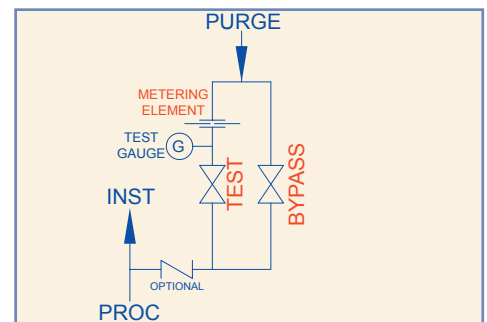 PURGE
METERING
ELEMENT
TEST
GAUGE
G
TEST
BYPASS
INST
OPTIONAL
PROC